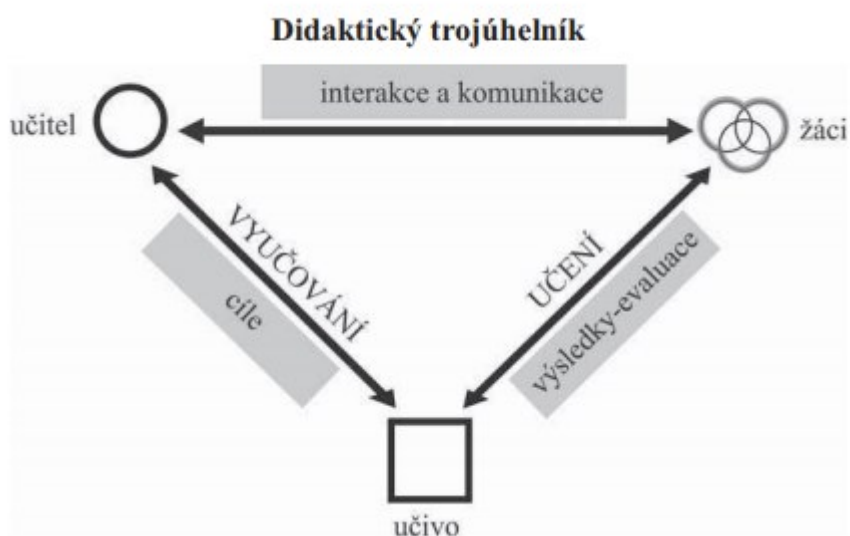 Didaktický trojúhelník
interakce a komunikace
učitel
žáci
VYUČOVÁNÍ
cíle
UČENÍ
výsledky-evaluace
učivo